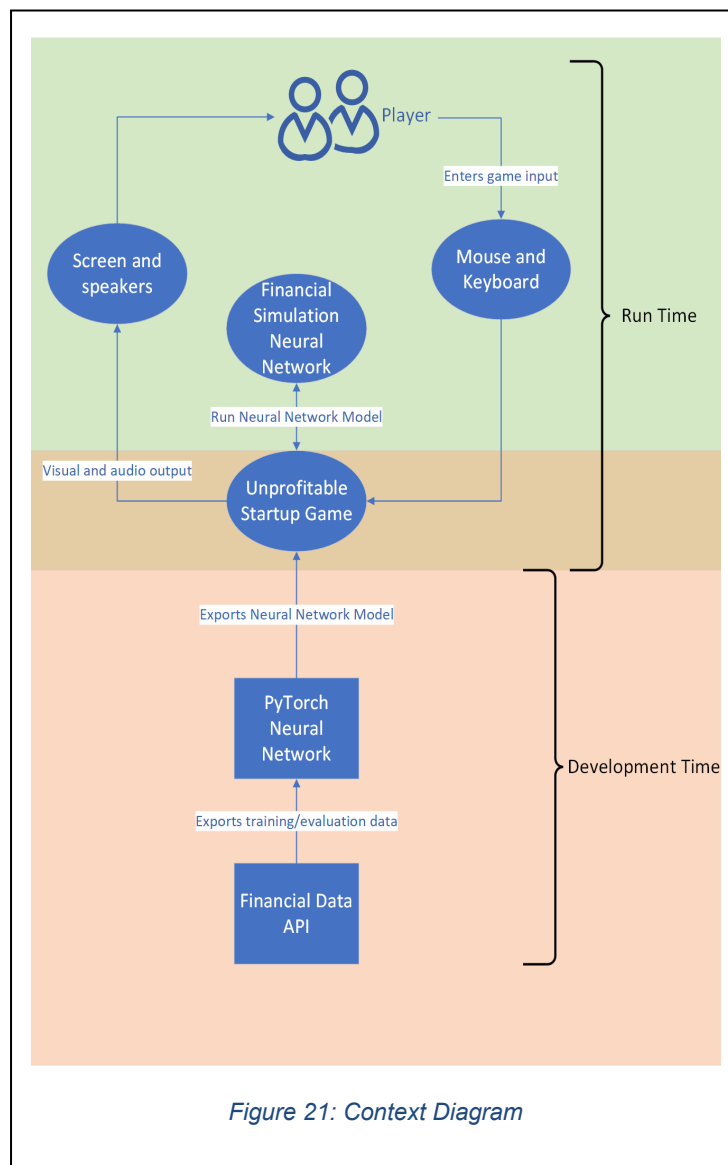 Player
Enters game input
Screen and
speakers
Mouse and
Keyboard
Financial
Simulation
Neural
Network
Run Time
Run Neural Network Model
Visual and audio output
Unprofitable
Startup Game
Exports Neural Network Model
PyTorch
Neural
Network
Development Time
Exports training/evaluation data
Financial Data
API
Figure 21: Context Diagram